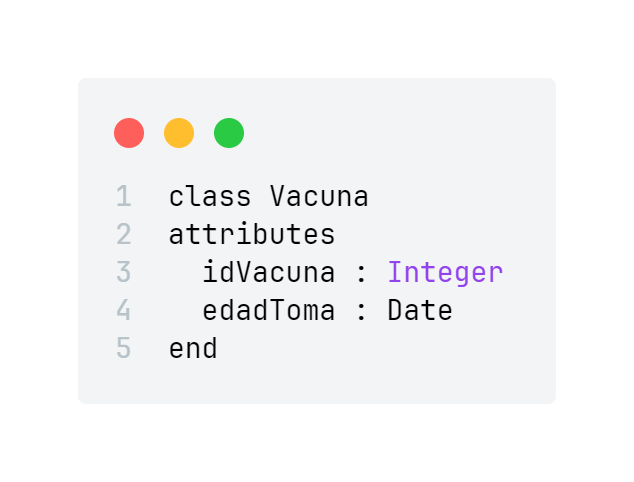 1 class Vacuna
2 attributes
3   idVacuna : Integer
4   edadToma : Date
5 end